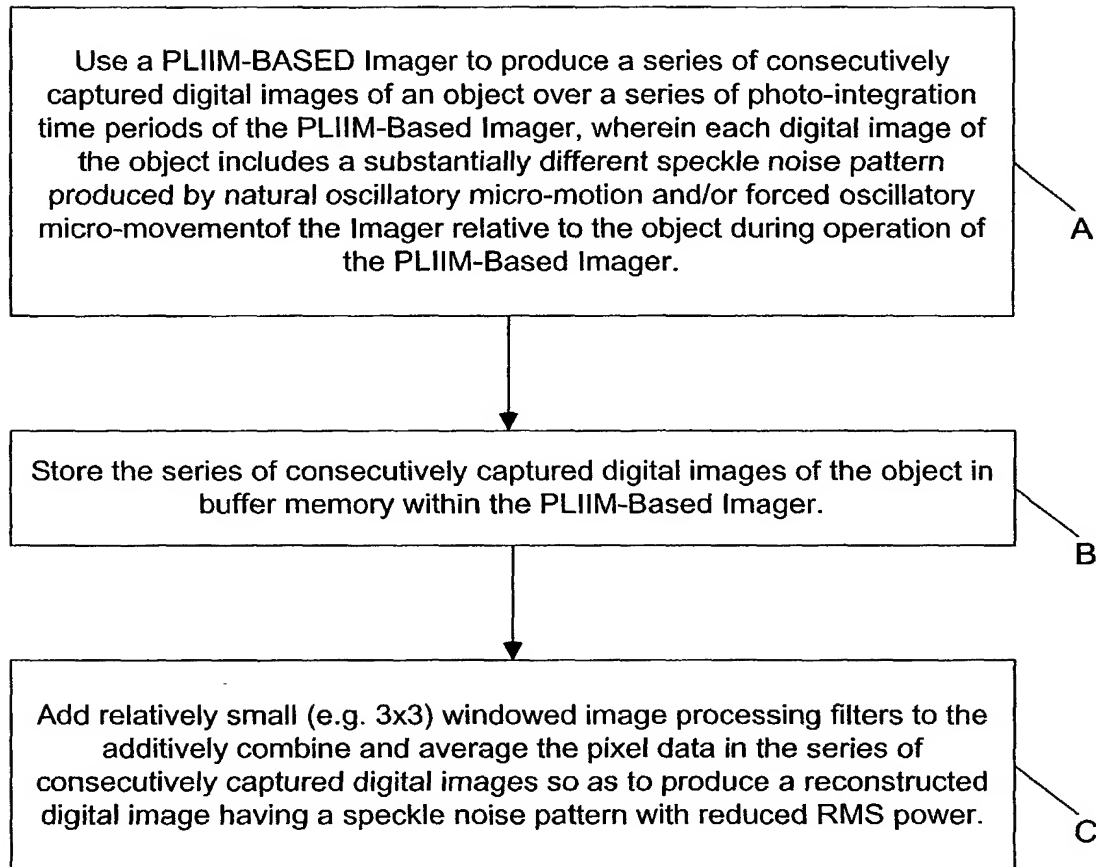 Use a PLIIM-BASED Imager to produce a series of consecutively
captured digital images of an object over a series of photo-integration
time periods of the PLIIM-Based Imager, wherein each digital image of
the object includes a substantially different speckle noise pattern
produced by natural oscillatory micro-motion and/or forced oscillatory
micro-movementof the Imager relative to the object during operation of
the PLIIM-Based Imager.
A
Store the series of consecutively captured digital images of the object in
buffer memory within the PLIIM-Based Imager.
B
Add relatively small (e.g. 3x3) windowed image processing filters to the
additively combine and average the pixel data in the series of
consecutively captured digital images so as to produce a reconstructed
digital image having a speckle noise pattern with reduced RMS power.
C